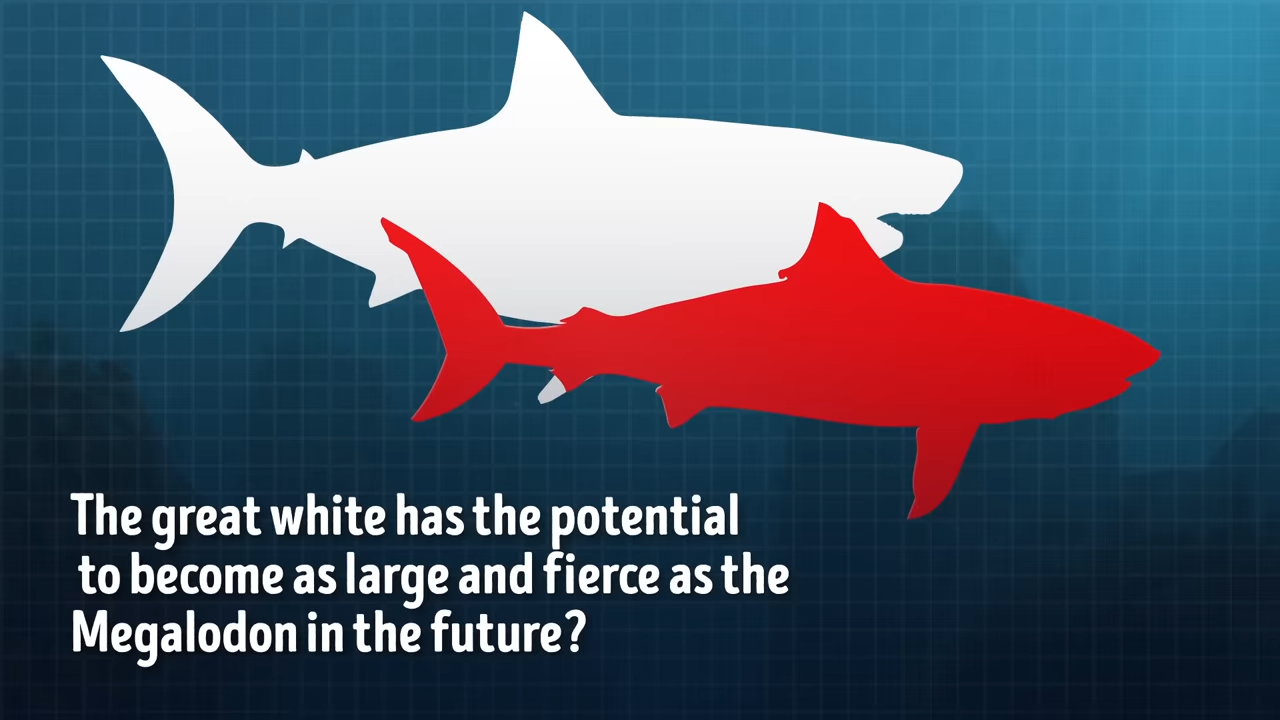 The great white has the potential
to become as large and fierce as the
Megalodon in the future?